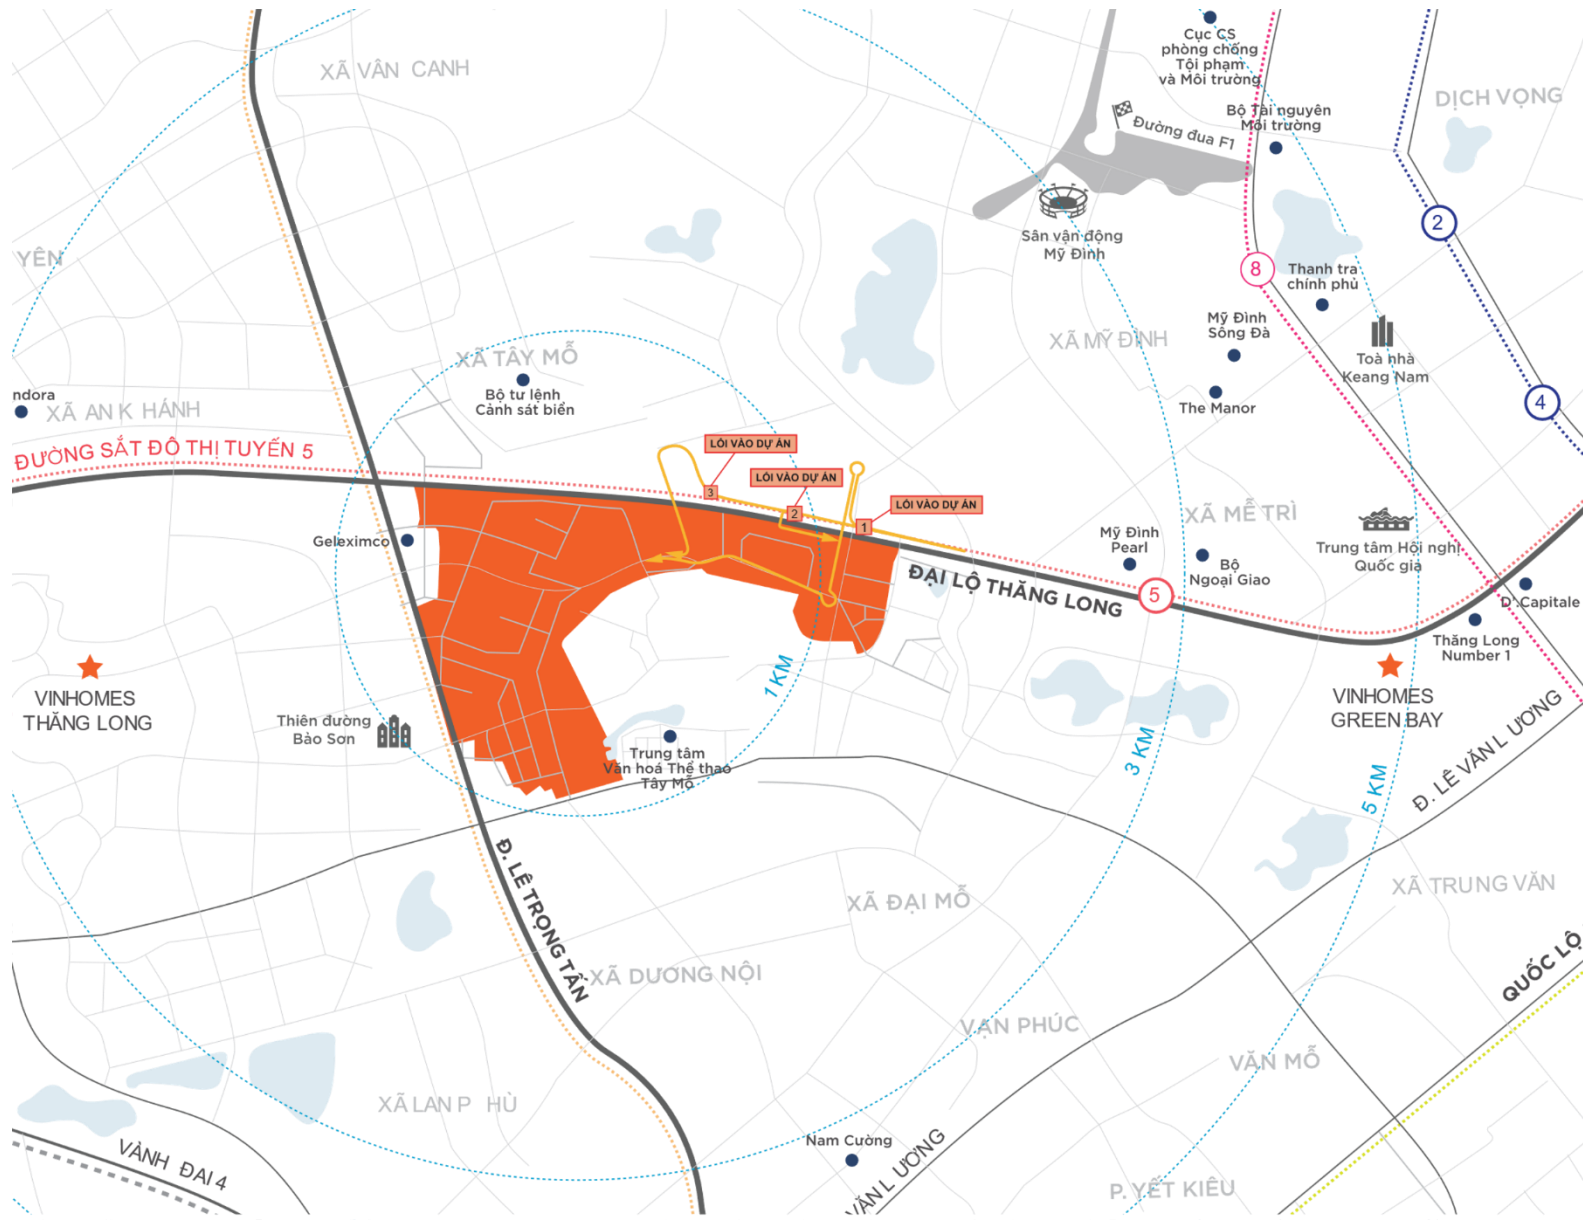 Cục CS
phòng chống
Tội phạm
và Môi trường
XÃ VÂN CANH
DỊCH VỌNG
Bộ Tài nguyên
Môi trường
Đường đua F1
2
Sân vận động
Mỹ Đình
YÊN
8
Thanh tra
chính phủ
Mỹ Đình
Sông Đà
XÃ MỸ ĐÌNH
XÃ TÂY MỖ
Toà nhà
Keang Nam
Bộ tư lệnh
Cảnh sát biển
ndora
XÃ AN K HÁNH
The Manor
4
ĐƯỜNG SẮT ĐÔ THỊ TUYẾN 5
LỐI VÀO DỰ ÁN
LỐI VÀO DỰ ÁN
LỐI VÀO DỰ ÁN
3
2
1
XÃ MỄ TRÌ
Geleximco
Mỹ Đình
Pearl
Bộ
Ngoại Giao
Trung tâm Hội nghị
Quốc gia
ĐẠI LỘ THĂNG LONG
5
D'.Capitale
Thăng Long
Number 1
1 KM
VINHOMES
THĂNG LONG
VINHOMES
GREEN BAY
Thiên đường
Bảo Sơn
Trung tâm
Văn hoá Thể thao
Tây Mỗ
3 KM
5 KM
Đ. LÊ VĂN L ƯƠNG
Đ. LÊ TRỌNG TẤN
XÃ ĐẠI MỖ
XÃ TRUNG VĂN
XÃ DƯƠNG NỘI
QUỐC LỘ
VẠN PHÚC
VĂN MỖ
XÃ LAN P HÙ
Nam Cường
VĂN L ƯƠNG
VÀNH ĐAI 4
P. YẾT KIÊU